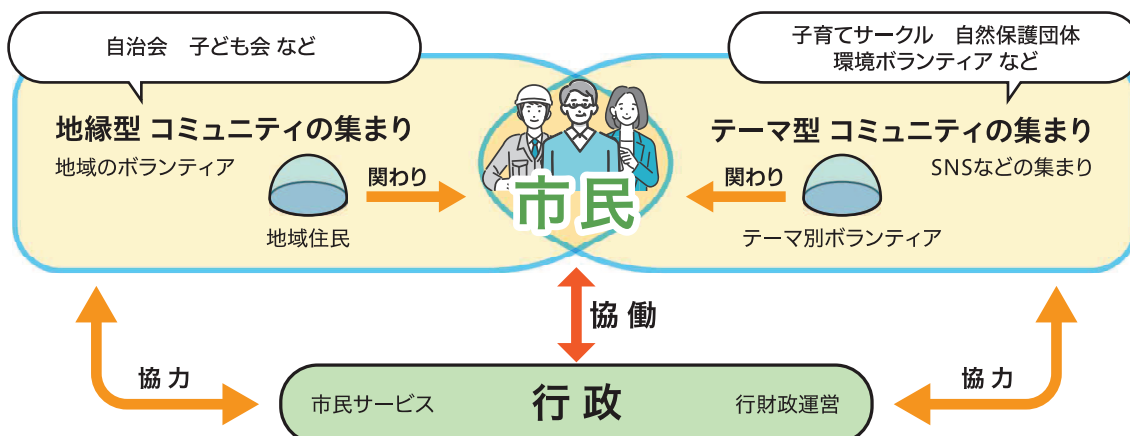 自治会　子ども会 など
子育てサークル　自然保護団体
環境ボランティア など
地縁型 コミュニティの集まり
地域のボランティア
関わり
地域住民
市民
テーマ型 コミュニティの集まり
SNSなどの集まり
関わり
テーマ別ボランティア
協働
協力
協力
市民サービス
行政
行財政運営